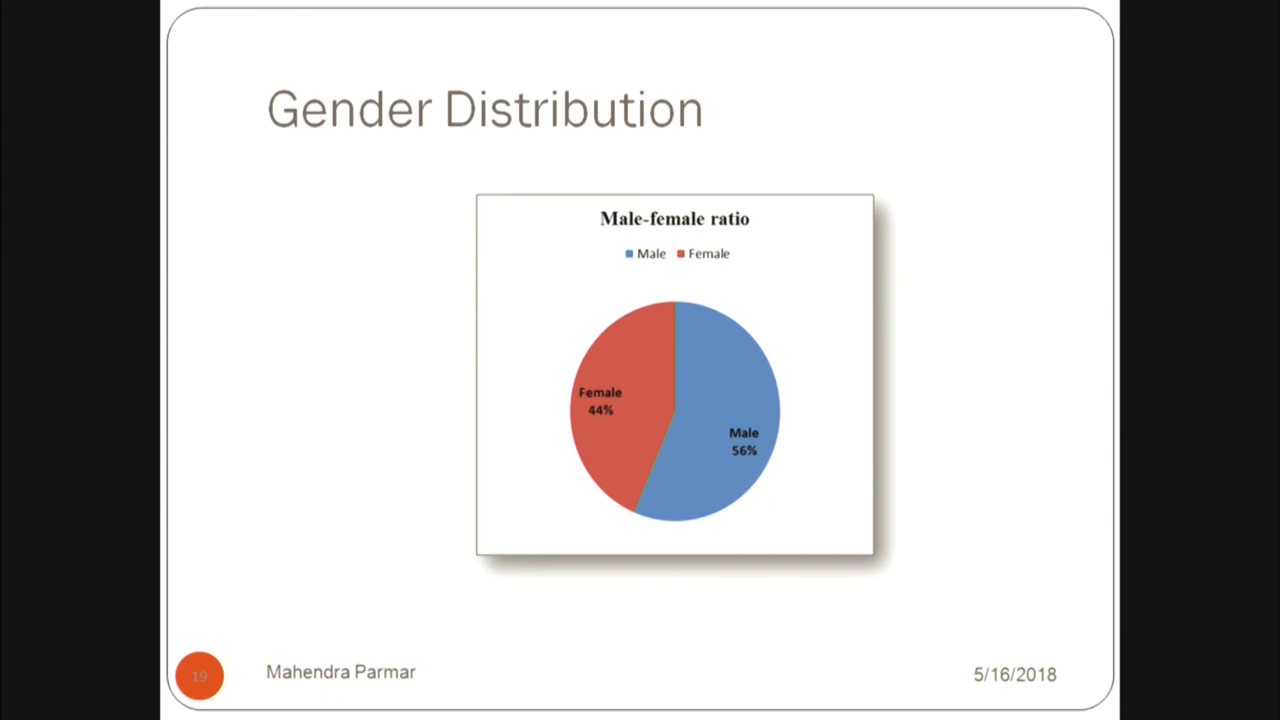 Gender Distribution
Male-female ratio
Male Female
Female
44%
Male
56%
19
Mahendra Parmar
5/16/2018